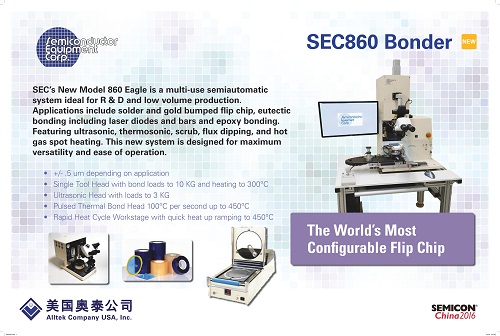 Semiconductor
Equipment
Corp.
SEC860 Bonder
NEW
SEC's New Model 860 Eagle is a multi-use semiautomatic
system ideal for R & D and low volume production.
Applications include solder and gold bumped flip chip, eutectic
bonding including laser diodes and bars and epoxy bonding.
Featuring ultrasonic, thermosonic, scrub, flux dipping, and hot
gas spot heating. This new system is designed for maximum
versatility and ease of operation.
• +/- .5 um depending on application
• Single Tool Head with bond loads to 10 KG and heating to 300°C
• Ultrasonic Head with loads to 3 KG
• Pulsed Thermal Bond Head 100°C per second up to 450°C
• Rapid Heat Cycle Workstage with quick heat up ramping to 450°C
The World's Most
Configurable Flip Chip
美国奥泰公司
Alltek Company USA, Inc.
SEMICON
China2016